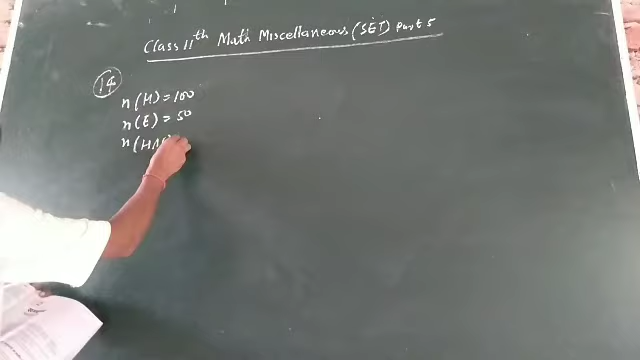 Class 11th Math Miscellaneous (SET) Part 5
14
n(H) = 100
n(E) = 50
n(H∩